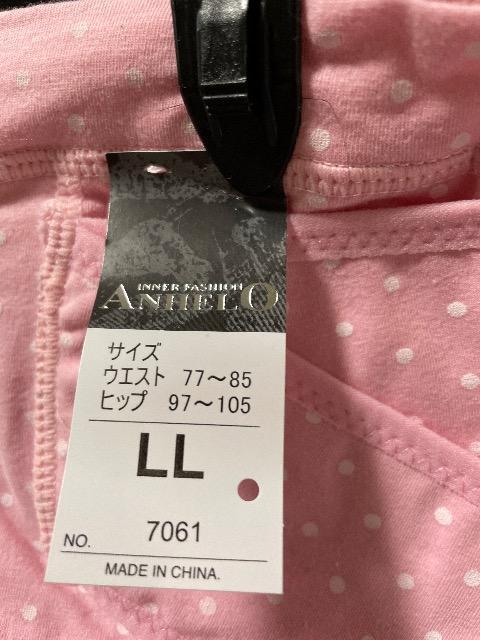 INNER FASHION
ANHELO
サイズ
ウエスト 77～85
ヒップ 97～105
LL
NO. 7061
MADE IN CHINA.